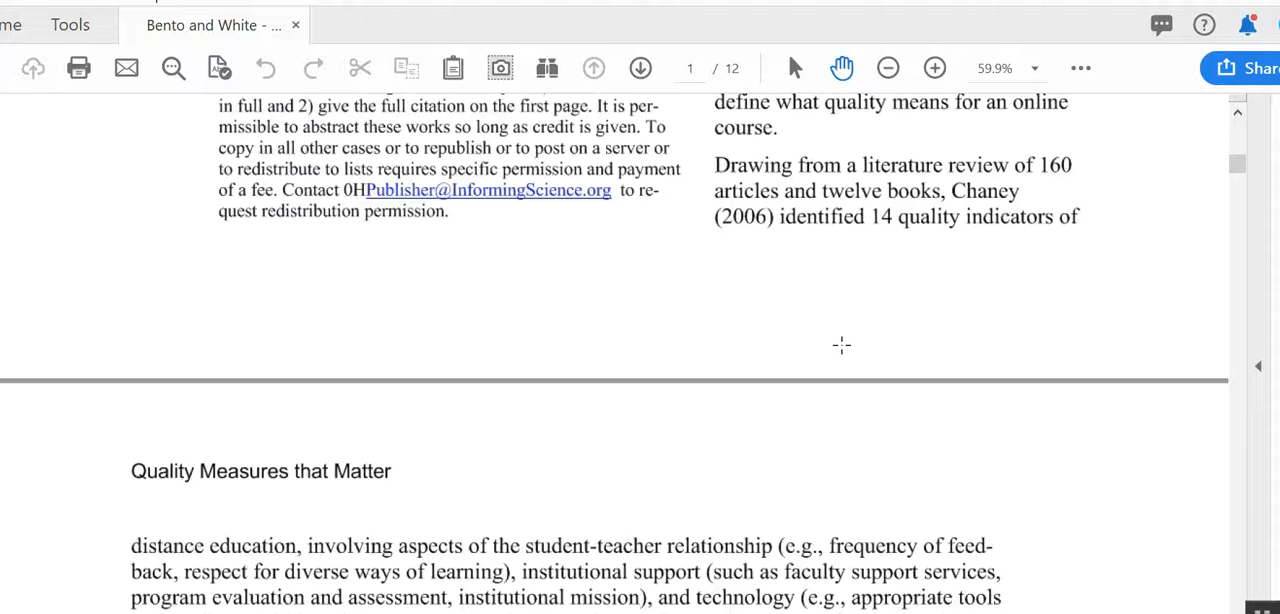 me
Tools
Bento and White - ...
1 / 12
59.9%
Share
in full and 2) give the full citation on the first page. It is per-
missible to abstract these works so long as credit is given. To
copy in all other cases or to republish or to post on a server or
to redistribute to lists requires specific permission and payment
of a fee. Contact 0HPublisher@InformingScience.org to re-
quest redistribution permission.
define what quality means for an online
course.
Drawing from a literature review of 160
articles and twelve books, Chaney
(2006) identified 14 quality indicators of
Quality Measures that Matter
distance education, involving aspects of the student-teacher relationship (e.g., frequency of feed-
back, respect for diverse ways of learning), institutional support (such as faculty support services,
program evaluation and assessment, institutional mission), and technology (e.g., appropriate tools